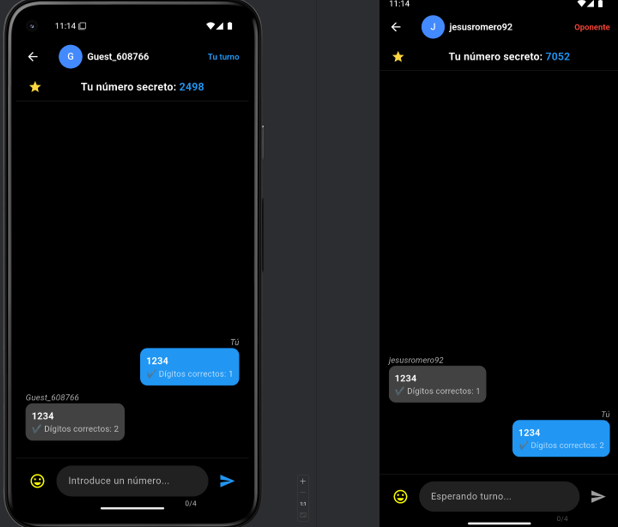 11:14
G
Guest_608766
Tu turno
Tu número secreto: 2498
Tú
1234
Dígitos correctos: 1
Guest_608766
1234
Dígitos correctos: 2
Introduce un número...
0/4
1:1
11:14
J
jesusromero92
Oponente
Tu número secreto: 7052
jesusromero92
1234
Dígitos correctos: 1
Tú
1234
Dígitos correctos: 2
Esperando turno...
0/4